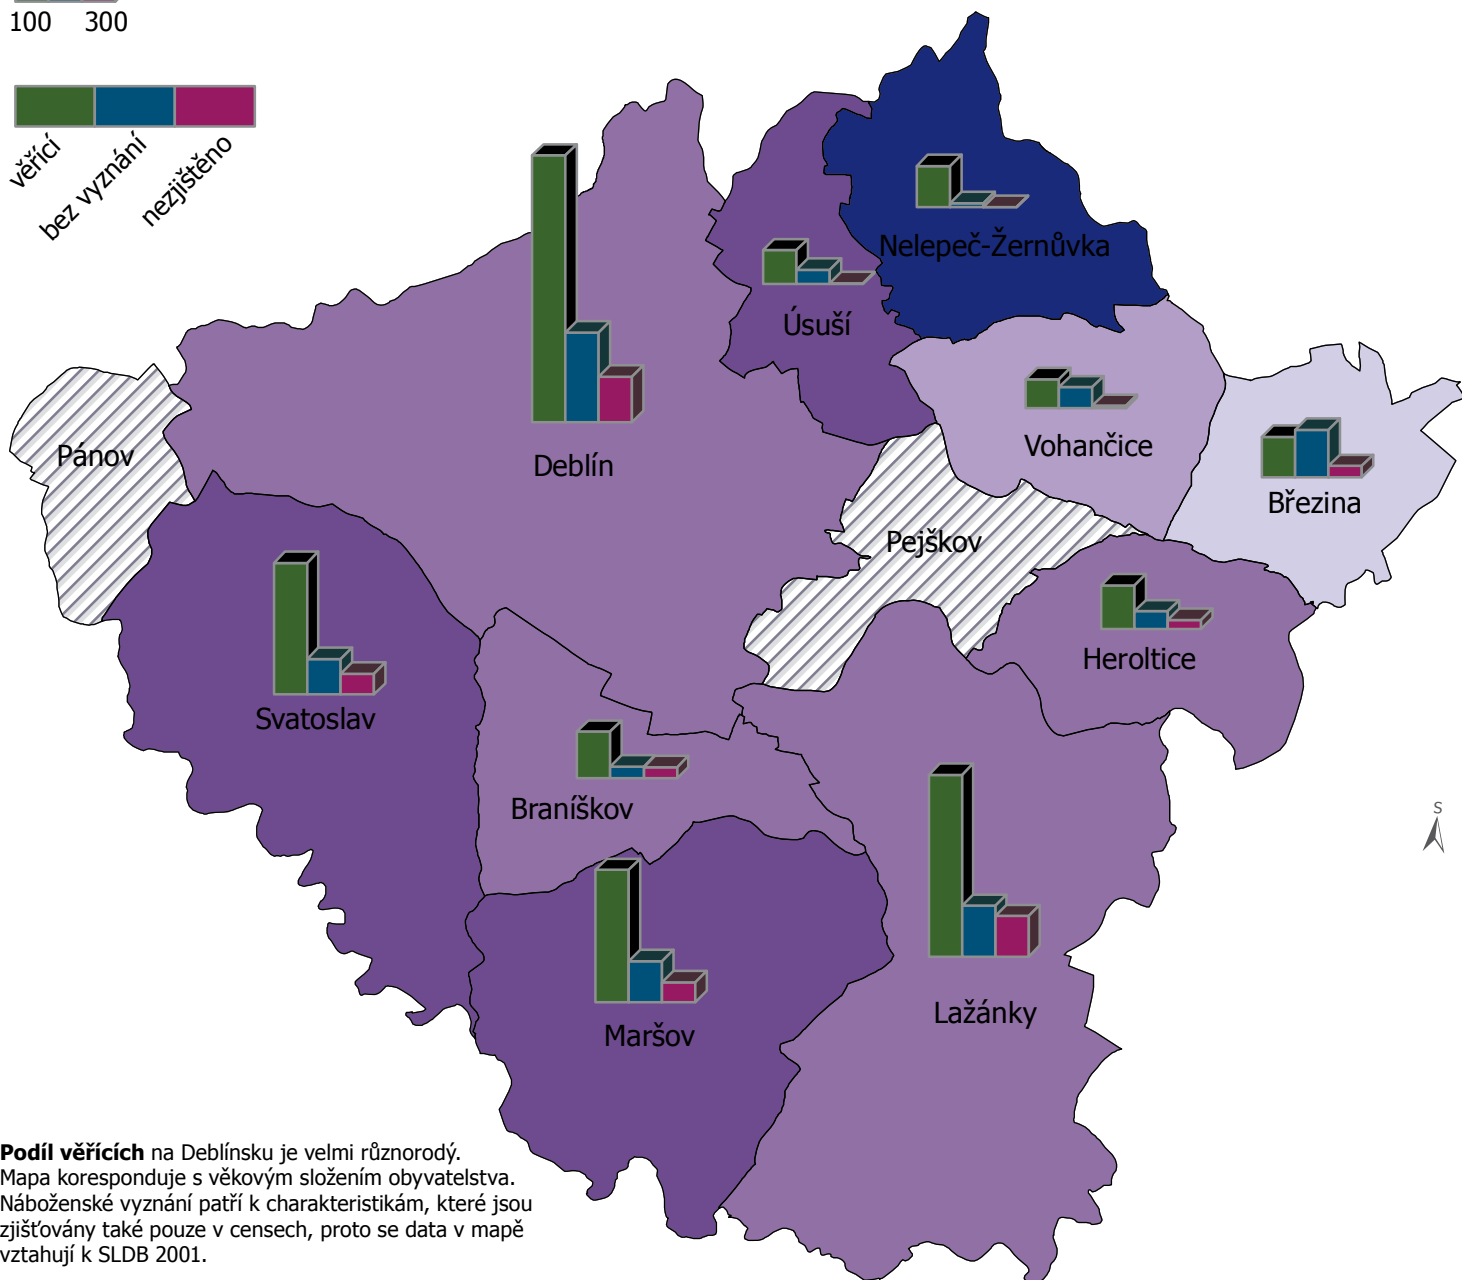 100 300
věřící
bez vyznání
nezjištěno
Nelepeč-Žernůvka
Úsuší
Vohančice
Pánov
Deblín
Březina
Pejškov
Heroltice
Svatoslav
Braníškov
S
Lažánky
Maršov
Podíl věřících na Deblínsku je velmi různorodý.
Mapa koresponduje s věkovým složením obyvatelstva.
Náboženské vyznání patří k charakteristikám, které jsou
zjišťovány také pouze v censech, proto se data v mapě
vztahují k SLDB 2001.